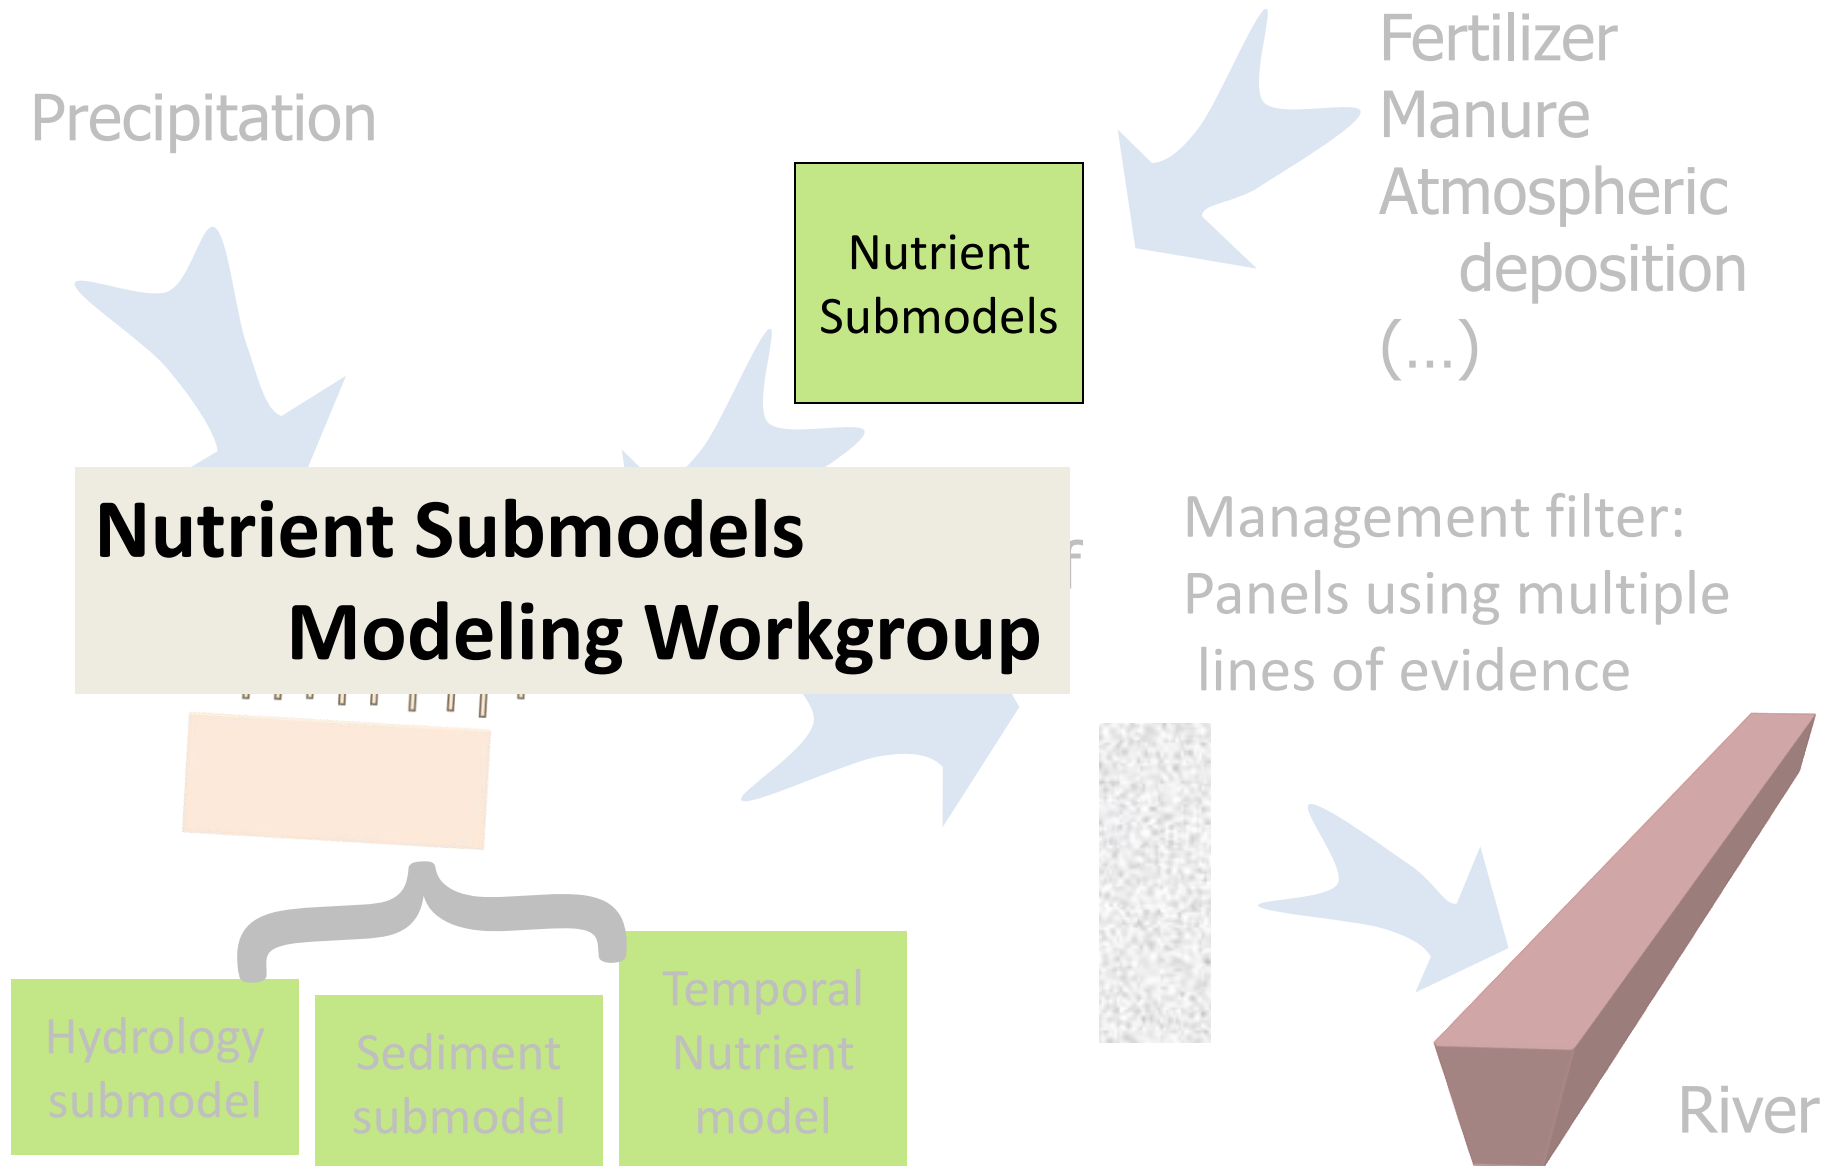 Precipitation
Fertilizer
Manure
Atmospheric
deposition
(...)
Nutrient
Submodels
Nutrient Submodels
Modeling Workgroup
Management filter:
Panels using multiple
lines of evidence
Hydrology
submodel
Sediment
submodel
Temporal
Nutrient
model
River